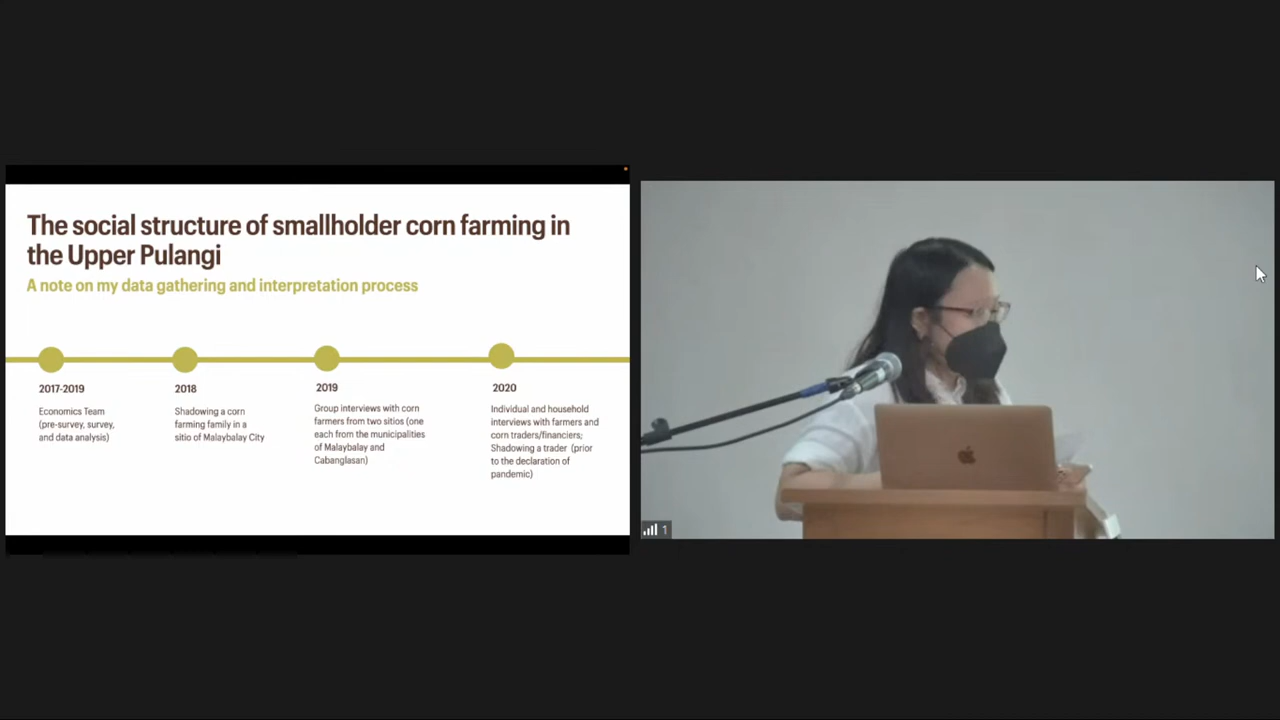 The social structure of smallholder corn farming in
the Upper Pulangi
A note on my data gathering and interpretation process
2017-2019
Economics Team
(pre-survey, survey,
and data analysis)
2018
Shadowing a corn
farming family in a
sitio of Malaybalay City
2019
Group interviews with corn
farmers from two sitios (one
each from the municipalities
of Malaybalay and
Cabanglasan)
2020
Individual and household
interviews with farmers and
corn traders/financiers;
Shadowing a trader (prior
to the declaration of
pandemic)
1